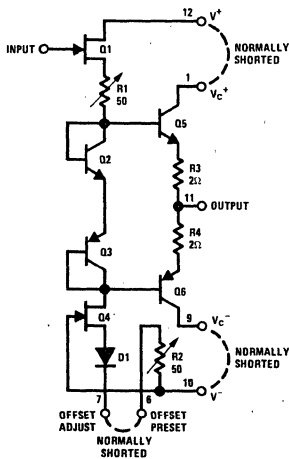 12 V+
INPUT
Q1
NORMALLY
SHORTED
R1
50
1 VC+
Q5
Q2
R3
2Ω
11 OUTPUT
R4
2Ω
Q3
Q6
Q4
9 VC−
D1
R2
50
NORMALLY
SHORTED
10 V−
7 6
OFFSET OFFSET
ADJUST PRESET
NORMALLY
SHORTED